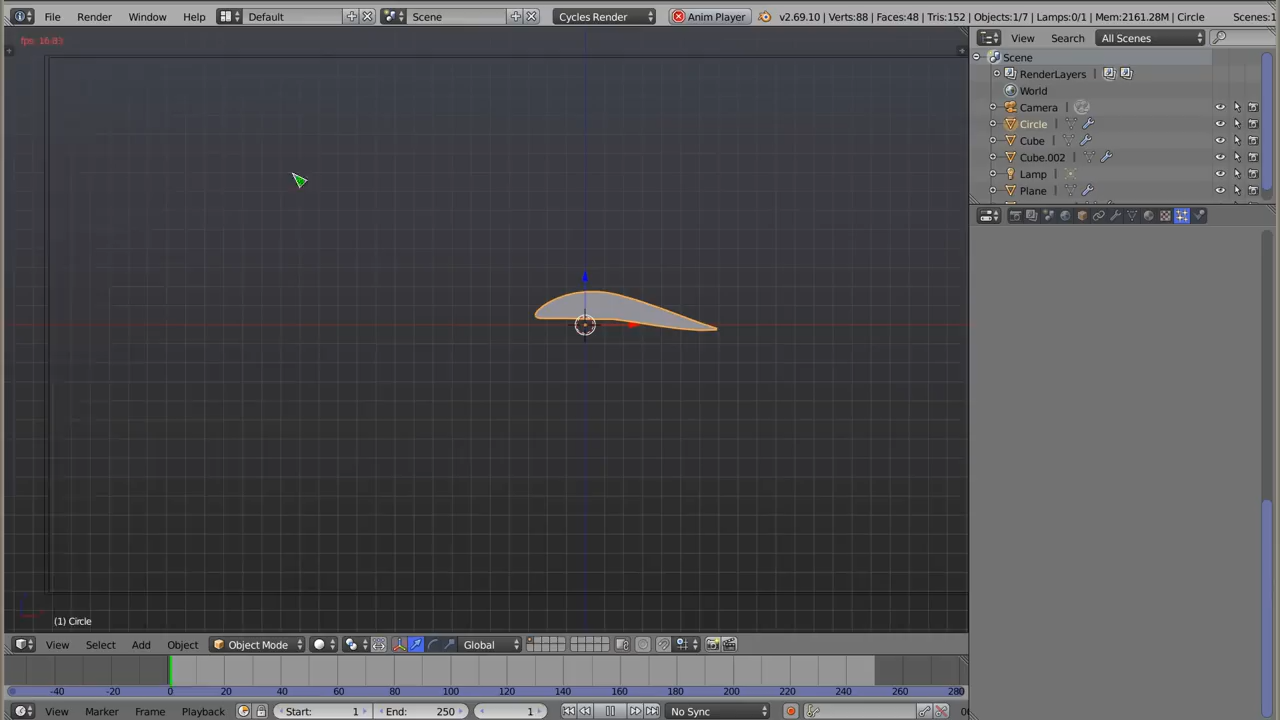 File Render Window Help Default Scene Cycles Render Anim Player v2.69.10 | Verts:88 | Faces:48 | Tris:152 | Objects:1/7 | Lamps:0/1 | Mem:2161.28M | Circle Scenes:1
View Search All Scenes
fps: 16.83
Scene
RenderLayers |
World
Camera |
Circle |
Cube |
Cube.002 |
Lamp |
Plane |
(1) Circle
View Select Add Object Object Mode Global
-40 -20 0 20 40 60 80 100 120 140 160 180 200 220 240 260 280
View Marker Frame Playback Start: 1 End: 250 1 No Sync